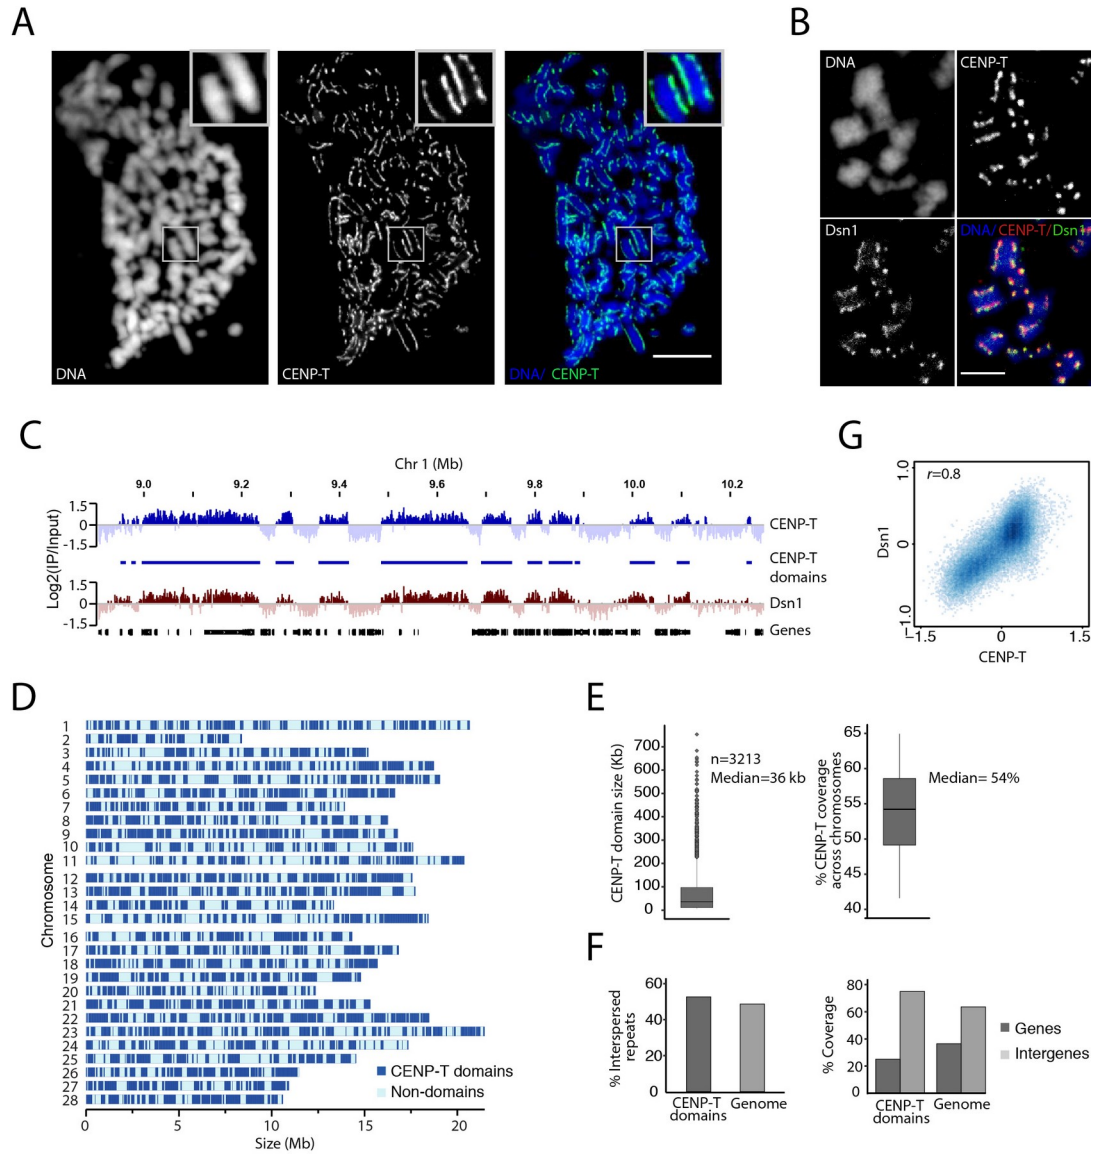 A
B
DNA
CENP-T
DNA/ CENP-T
DNA
CENP-T
Dsn1
DNA/CENP-T/Dsn1
C
Chr 1 (Mb)
9.0 9.2 9.4 9.6 9.8 10.0 10.2
Log2(IP/Input)
1.5
0
-1.5
CENP-T
CENP-T
domains
1.5
0
-1.5
Dsn1
Genes
G
r=0.8
Dsn1
1.0
0
-1.0
-1.5 0 1.5
CENP-T
D
Chromosome
1
2
3
4
5
6
7
8
9
10
11
12
13
14
15
16
17
18
19
20
21
22
23
24
25
26
27
28
CENP-T domains
Non-domains
0 5 10 15 20
Size (Mb)
E
CENP-T domain size (Kb)
700
600
500
400
300
200
100
0
n=3213
Median=36 kb
% CENP-T coverage
across chromosomes
65
60
55
50
45
40
Median= 54%
F
% Interspersed
repeats
60
40
20
0
CENP-T
domains
Genome
% Coverage
80
60
40
20
0
CENP-T
domains
Genome
Genes
Intergenes